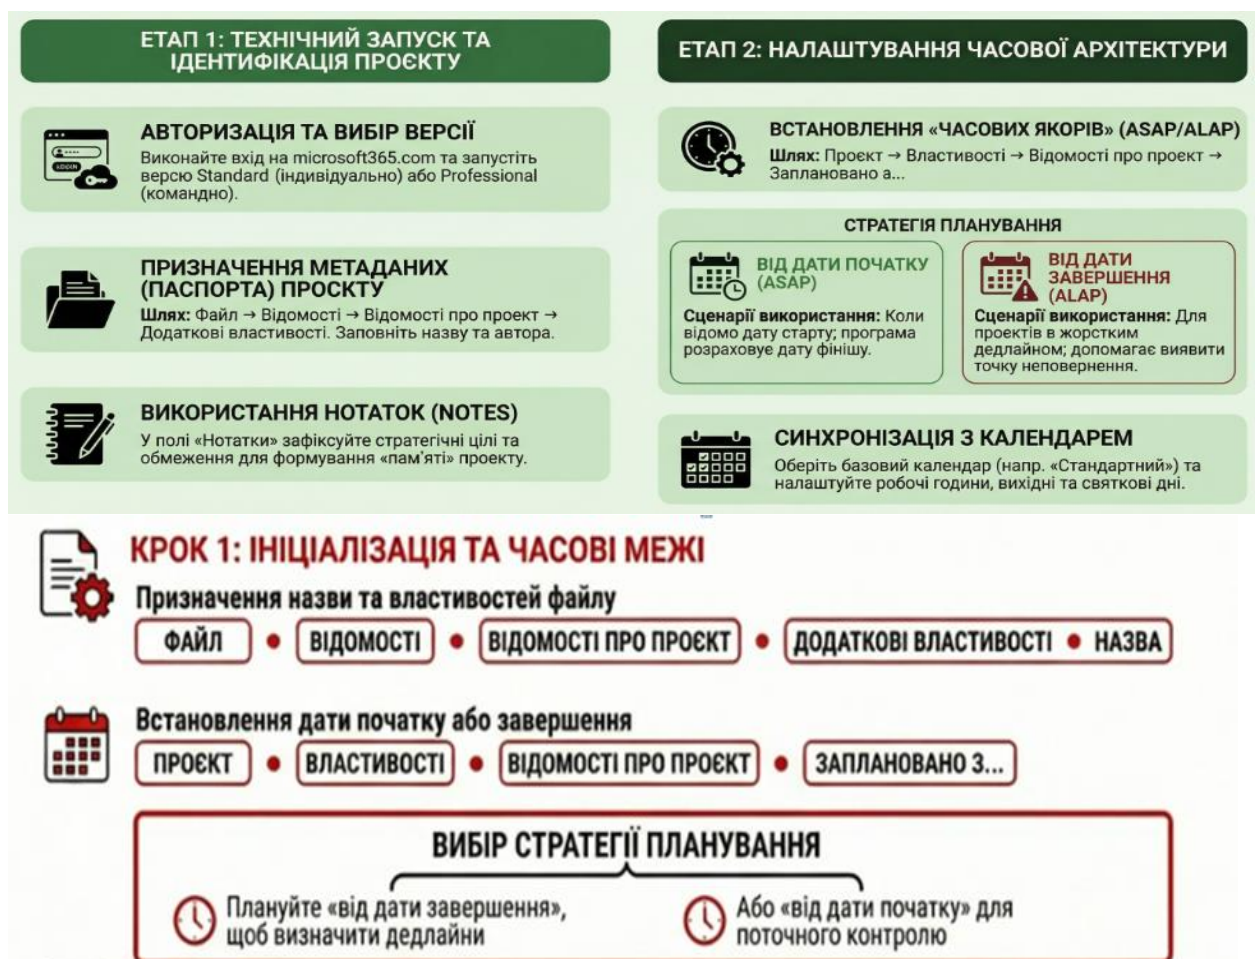 ЕТАП 1: ТЕХНІЧНИЙ ЗАПУСК ТА
ІДЕНТИФІКАЦІЯ ПРОЄКТУ
АВТОРИЗАЦІЯ ТА ВИБІР ВЕРСІЇ
Виконайте вхід на microsoft365.com та запустіть
версю Standard (індивідуально) або Professional
(командно).
ПРИЗНАЧЕННЯ МЕТАДАНИХ
(ПАСПОРТА) ПРОСКТУ
Шлях: Файл → Відомості → Відомості про проект →
Додаткові властивості. Заповніть назву та автора.
ВИКОРИСТАННЯ НОТАТОК (NOTES)
У полі «Нотатки» зафіксуйте стратегічні цілі та
обмеження для формування «пам'яті» проекту.
ЕТАП 2: НАЛАШТУВАННЯ ЧАСОВОЇ АРХІТЕКТУРИ
ВСТАНОВЛЕННЯ «ЧАСОВИХ ЯКОРІВ» (ASAP/ALAP)
Шлях: Проєкт → Властивості → Відомості про проєкт →
Заплановано а...
СТРАТЕГІЯ ПЛАНУВАННЯ
ВІД ДАТИ ПОЧАТКУ
(ASAP)
Сценарії використання: Коли
відомо дату старту; програма
розраховує дату фінішу.
ВІД ДАТИ
ЗАВЕРШЕННЯ
(ALAP)
Сценарії використання: Для
проектів в жорстким
дедлайном; допомагає виявити
точку неповернення.
СИНХРОНІЗАЦІЯ З КАЛЕНДАРЕМ
Оберіть базовий календар (напр. «Стандартний») та
налаштуйте робочі години, вихідні та святкові дні.
КРОК 1: ІНІЦІАЛІЗАЦІЯ ТА ЧАСОВІ МЕЖІ
Призначення назви та властивостей файлу
ФАЙЛ • ВІДОМОСТІ • ВІДОМОСТІ ПРО ПРОЄКТ • ДОДАТКОВІ ВЛАСТИВОСТІ • НАЗВА
Встановлення дати початку або завершення
ПРОЄКТ • ВЛАСТИВОСТІ • ВІДОМОСТІ ПРО ПРОЄКТ • ЗАПЛАНОВАНО З...
ВИБІР СТРАТЕГІЇ ПЛАНУВАННЯ
Плануйте «від дати завершення»,
щоб визначити дедлайни
Або «від дати початку» для
поточного контролю